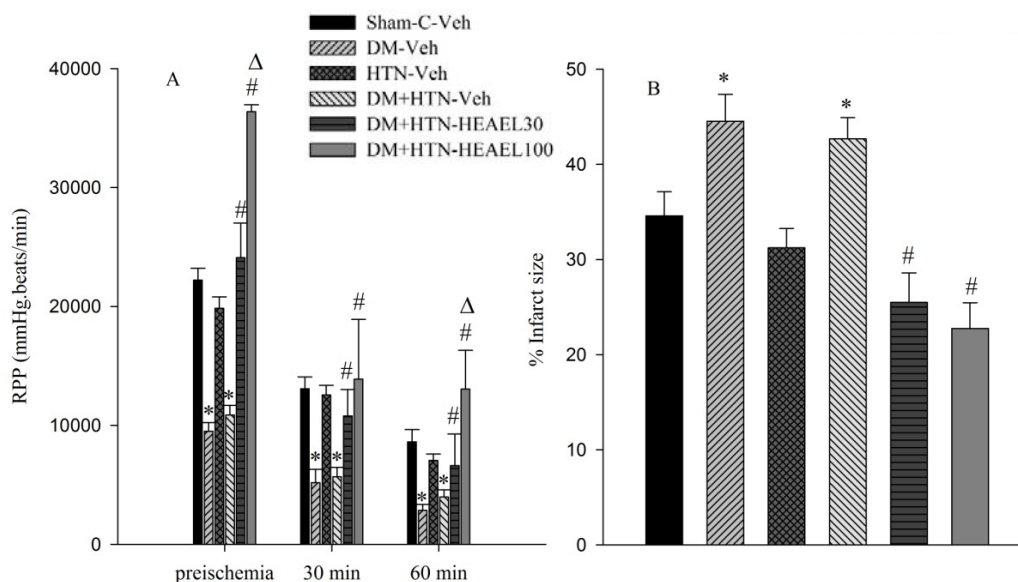 Sham-C-Veh
DM-Veh
HTN-Veh
DM+HTN-Veh
DM+HTN-HEAEL30
DM+HTN-HEAEL100
A
RPP (mmHg.beats/min)
40000
30000
20000
10000
0
Δ
#
#
* *
#
#
* *
Δ
#
#
* *
preischemia 30 min 60 min
B
% Infarct size
50
40
30
20
10
0
* *
# #